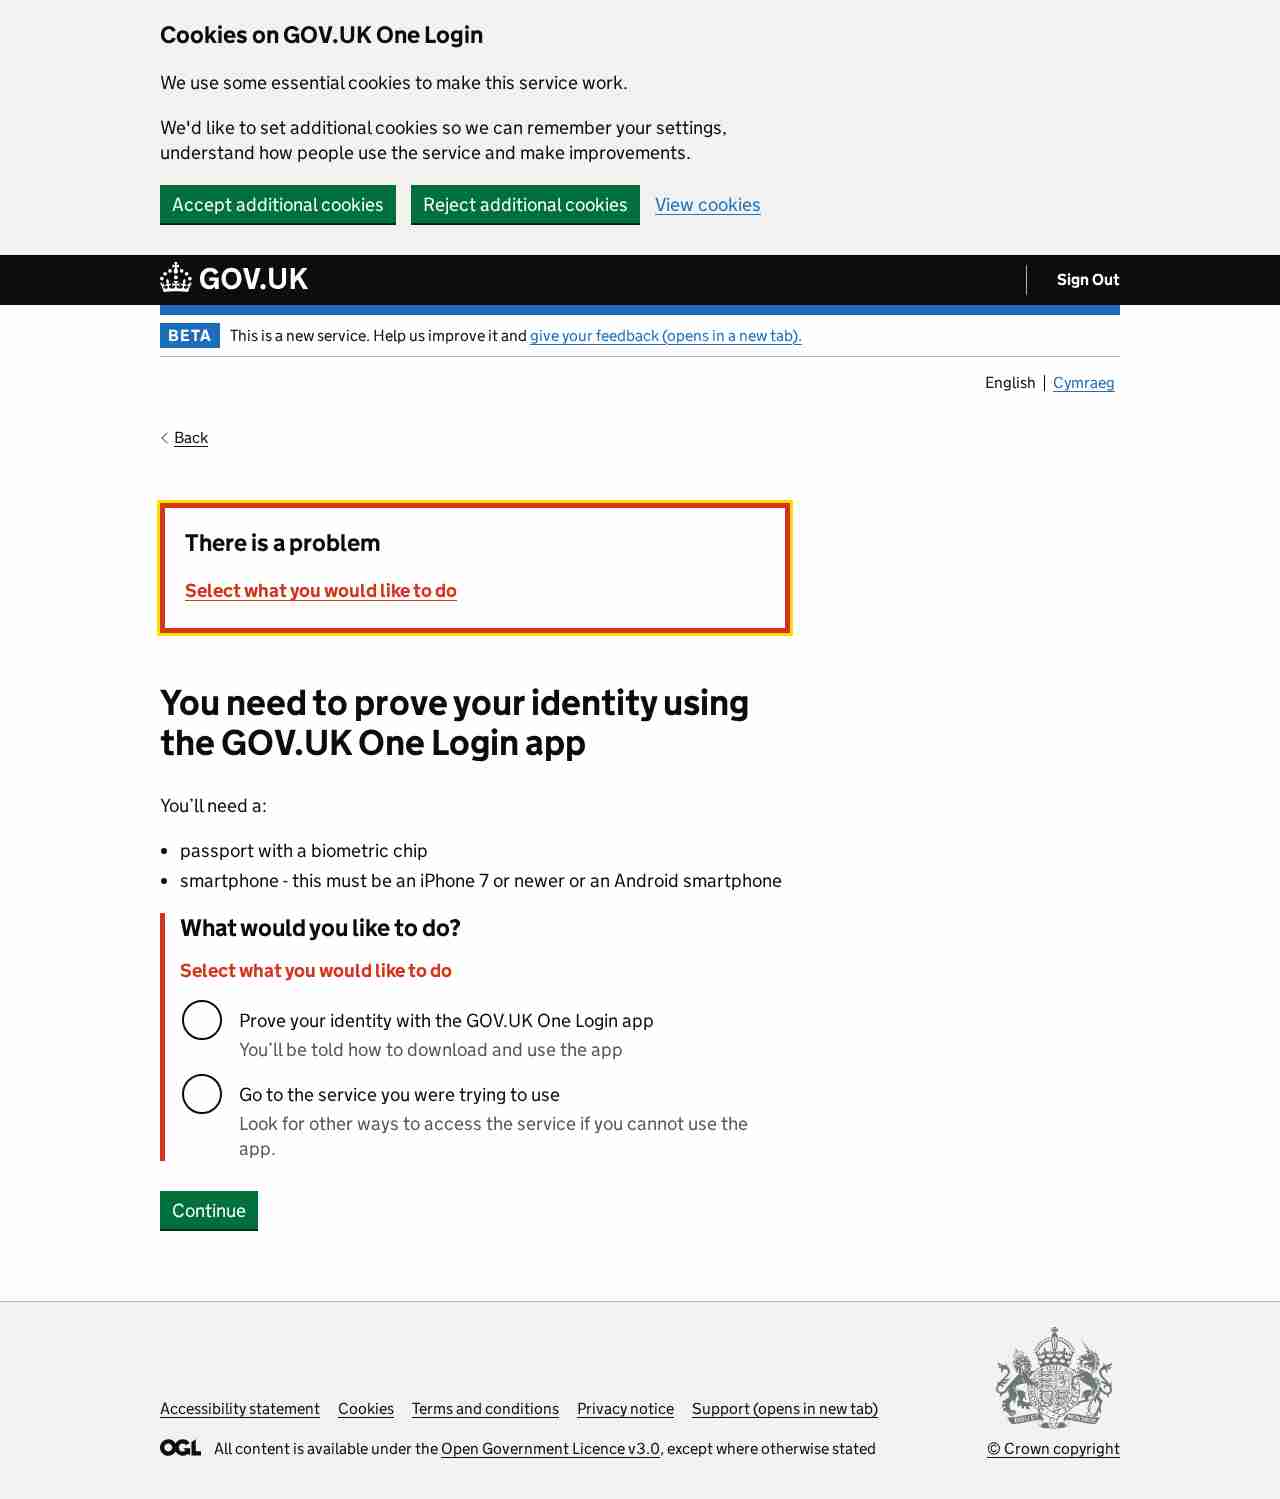 Cookies on GOV.UK One Login
We use some essential cookies to make this service work.
We'd like to set additional cookies so we can remember your settings,
understand how people use the service and make improvements.
Accept additional cookies
Reject additional cookies
View cookies
GOV.UK
Sign Out
BETA
This is a new service. Help us improve it and give your feedback (opens in a new tab).
English
Cymraeg
Back
There is a problem
Select what you would like to do
You need to prove your identity using
the GOV.UK One Login app
You’ll need a:
passport with a biometric chip
smartphone - this must be an iPhone 7 or newer or an Android smartphone
What would you like to do?
Select what you would like to do
Prove your identity with the GOV.UK One Login app
You’ll be told how to download and use the app
Go to the service you were trying to use
Look for other ways to access the service if you cannot use the
app.
Continue
Accessibility statement
Cookies
Terms and conditions
Privacy notice
Support (opens in new tab)
OGL
All content is available under the Open Government Licence v3.0, except where otherwise stated
© Crown copyright